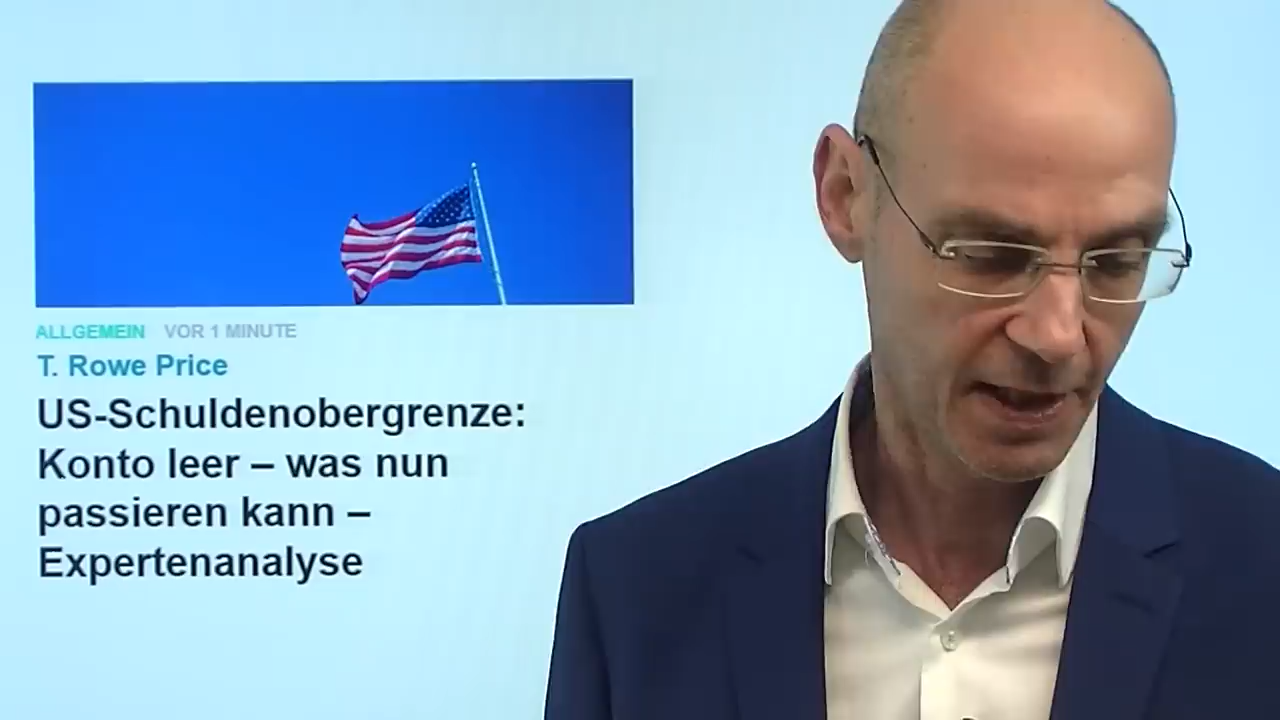 ALLGEMEIN VOR 1 MINUTE
T. Rowe Price
US-Schuldenobergrenze:
Konto leer – was nun
passieren kann –
Expertenanalyse